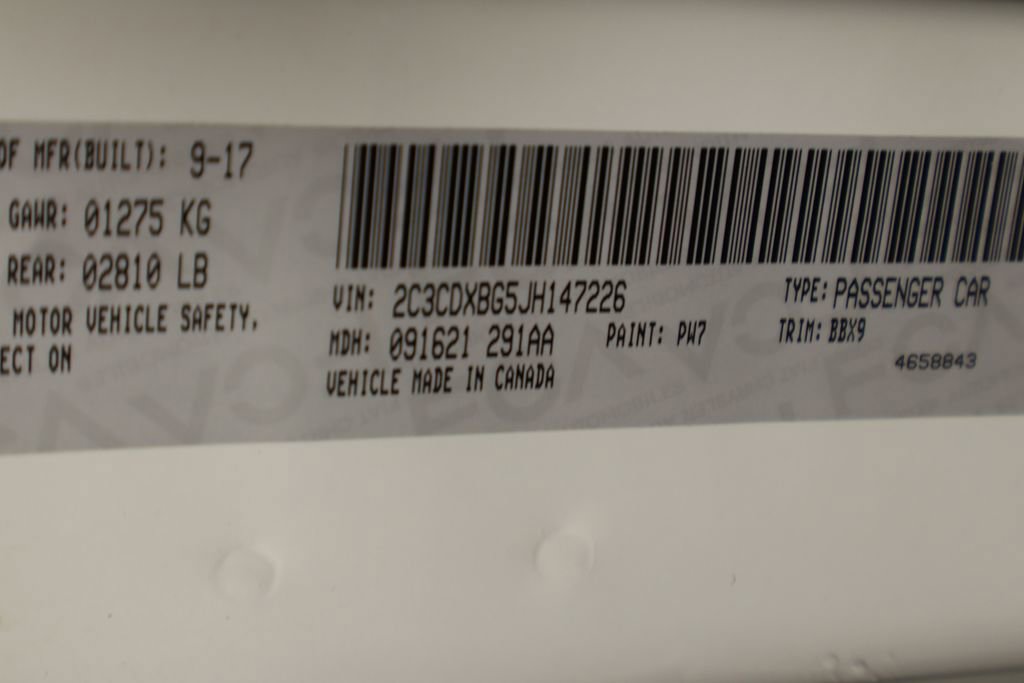 OF MFR(BUILT): 9-17
GAWR: 01275 KG
REAR: 02810 LB
MOTOR VEHICLE SAFETY,
ECT ON
VIN: 2C3CDXBG5JH147226
TYPE: PASSENGER CAR
MDH: 091621 291AA
PAINT: PW7
TRIM: BBX9
VEHICLE MADE IN CANADA
4658843